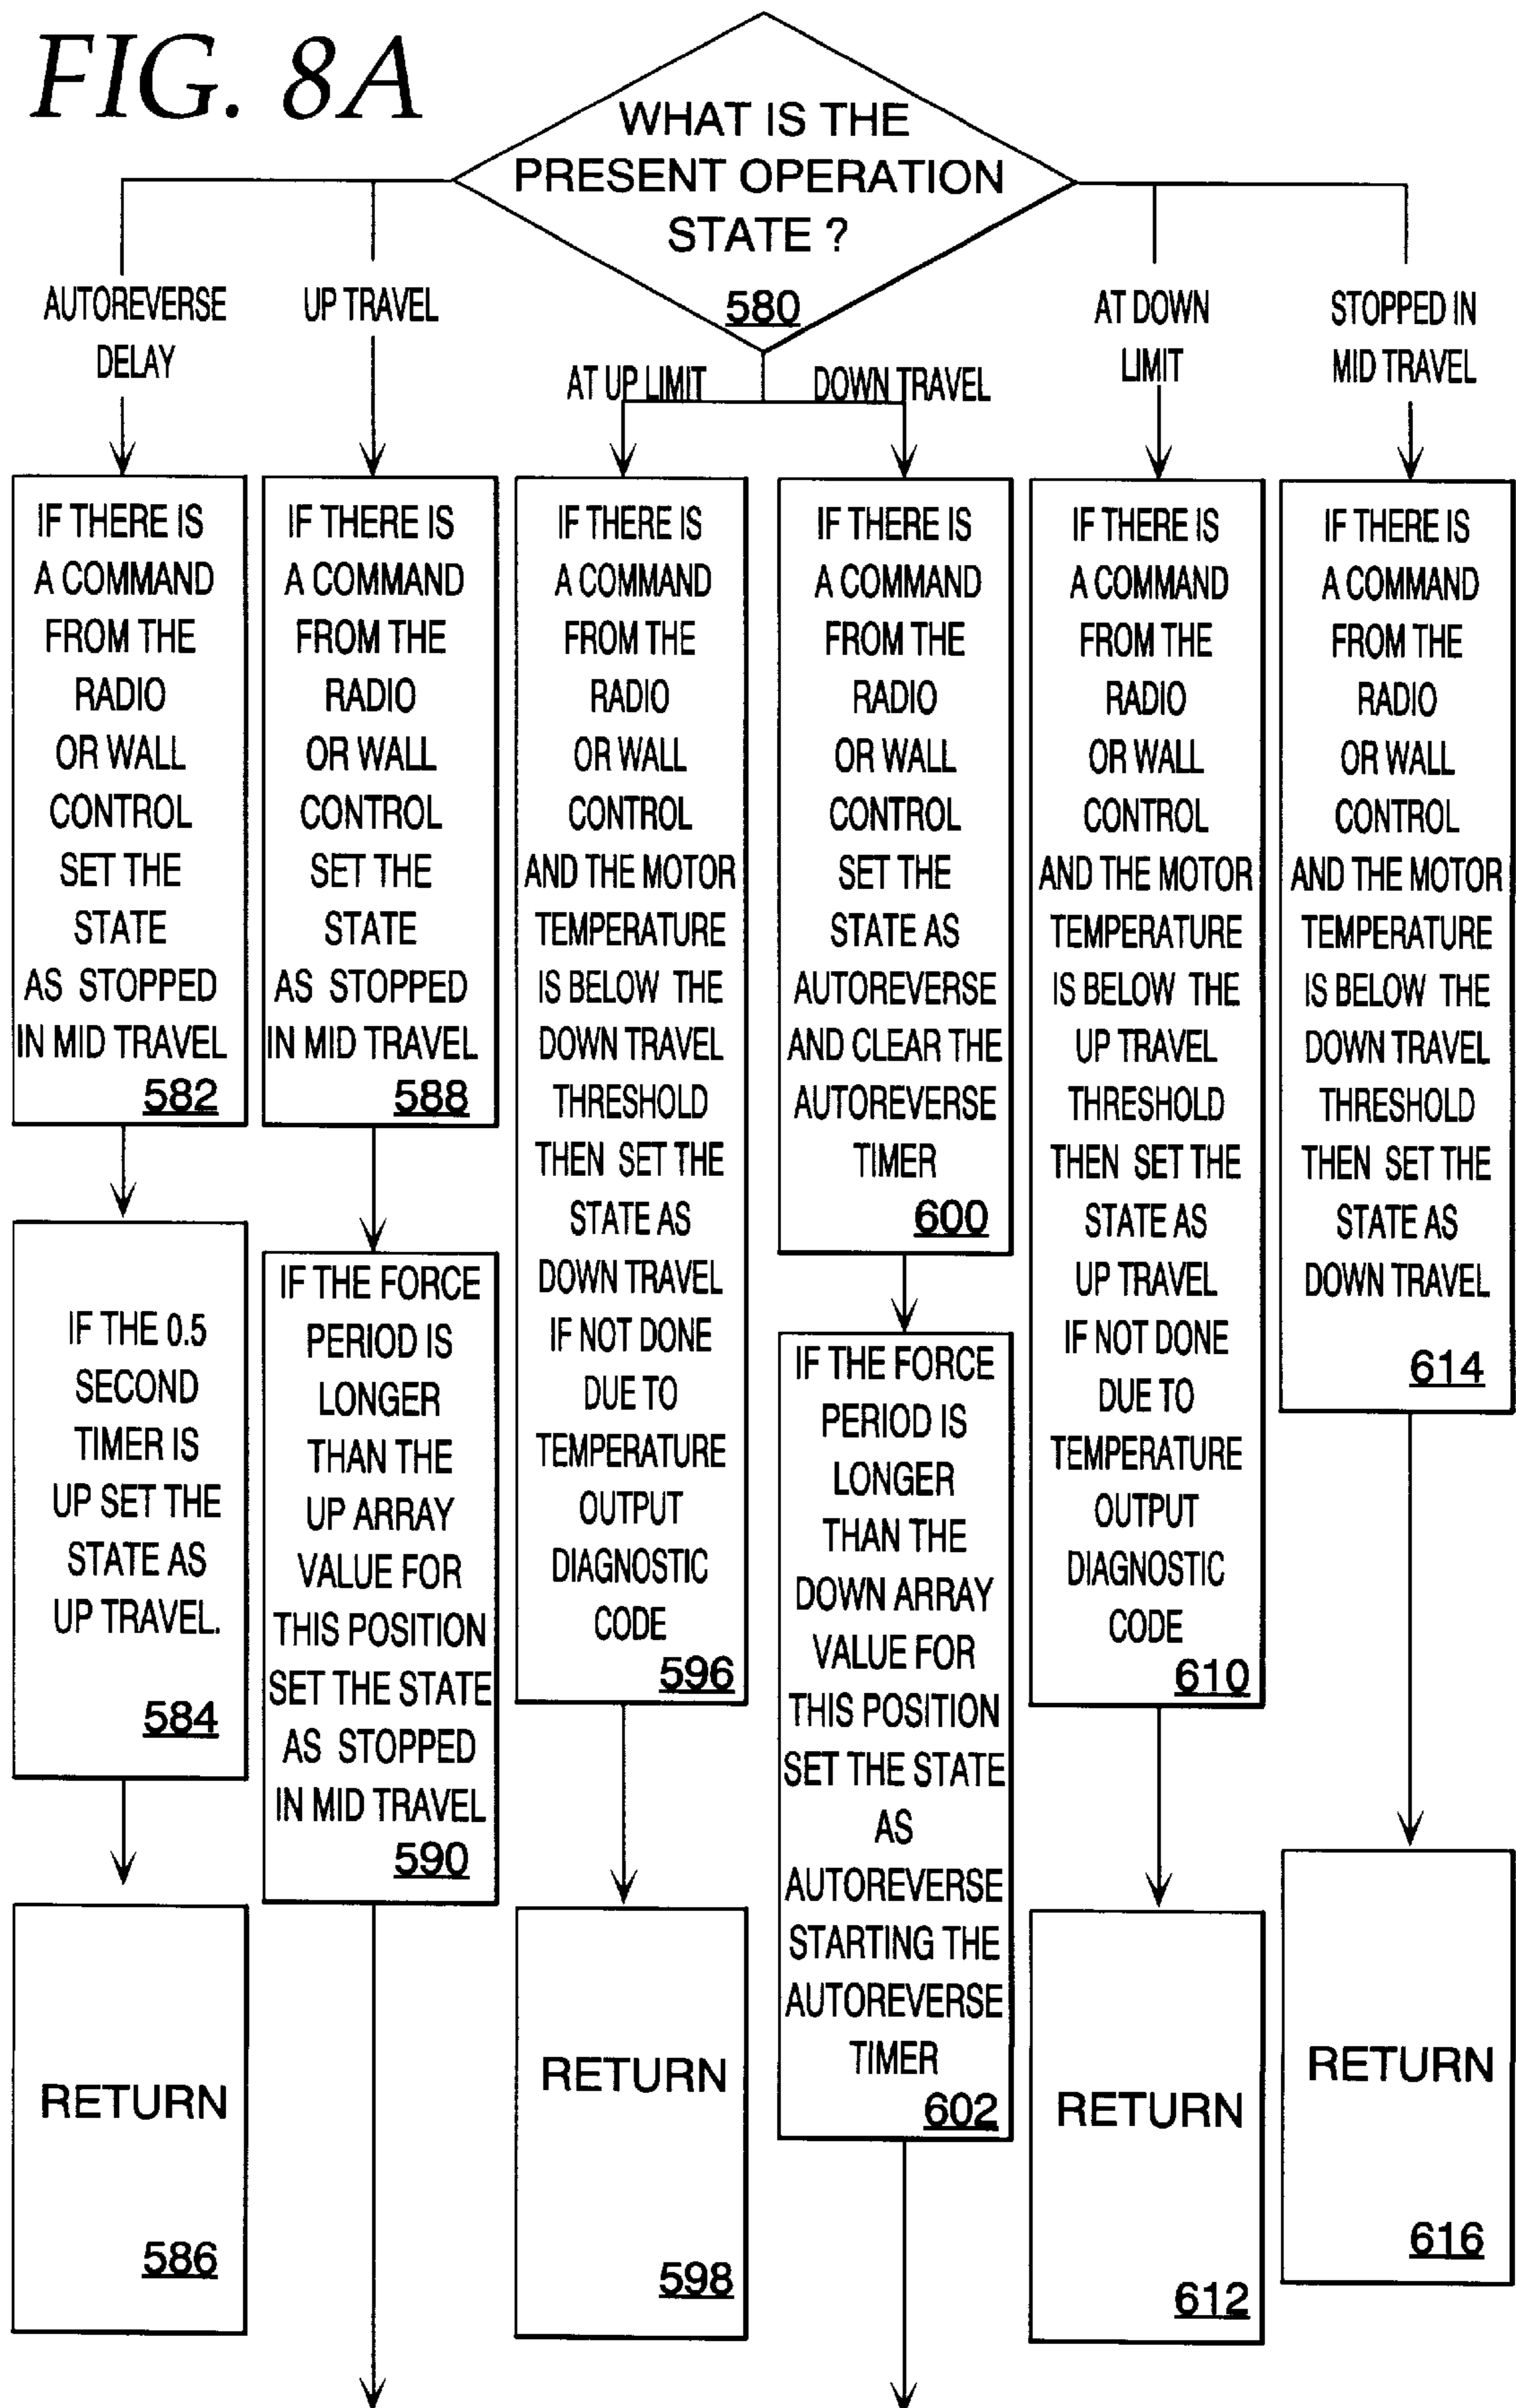 FIG. 8A
WHAT IS THE
PRESENT OPERATION
STATE ?
580
AUTOREVERSE
DELAY
UP TRAVEL
AT UP LIMIT
DOWN TRAVEL
AT DOWN
LIMIT
STOPPED IN
MID TRAVEL
IF THERE IS
A COMMAND
FROM THE
RADIO
OR WALL
CONTROL
SET THE
STATE
AS STOPPED
IN MID TRAVEL
582
IF THE 0.5
SECOND
TIMER IS
UP SET THE
STATE AS
UP TRAVEL.
584
RETURN
586
IF THERE IS
A COMMAND
FROM THE
RADIO
OR WALL
CONTROL
SET THE
STATE
AS STOPPED
IN MID TRAVEL
588
IF THE FORCE
PERIOD IS
LONGER
THAN THE
UP ARRAY
VALUE FOR
THIS POSITION
SET THE STATE
AS STOPPED
IN MID TRAVEL
590
IF THERE IS
A COMMAND
FROM THE
RADIO
OR WALL
CONTROL
AND THE MOTOR
TEMPERATURE
IS BELOW THE
DOWN TRAVEL
THRESHOLD
THEN SET THE
STATE AS
DOWN TRAVEL
IF NOT DONE
DUE TO
TEMPERATURE
OUTPUT
DIAGNOSTIC
CODE
596
RETURN
598
IF THERE IS
A COMMAND
FROM THE
RADIO
OR WALL
CONTROL
SET THE
STATE AS
AUTOREVERSE
AND CLEAR THE
AUTOREVERSE
TIMER
600
IF THE FORCE
PERIOD IS
LONGER
THAN THE
DOWN ARRAY
VALUE FOR
THIS POSITION
SET THE STATE
AS
AUTOREVERSE
STARTING THE
AUTOREVERSE
TIMER
602
IF THERE IS
A COMMAND
FROM THE
RADIO
OR WALL
CONTROL
AND THE MOTOR
TEMPERATURE
IS BELOW THE
UP TRAVEL
THRESHOLD
THEN SET THE
STATE AS
UP TRAVEL
IF NOT DONE
DUE TO
TEMPERATURE
OUTPUT
DIAGNOSTIC
CODE
610
RETURN
612
IF THERE IS
A COMMAND
FROM THE
RADIO
OR WALL
CONTROL
AND THE MOTOR
TEMPERATURE
IS BELOW THE
DOWN TRAVEL
THRESHOLD
THEN SET THE
STATE AS
DOWN TRAVEL
614
RETURN
616